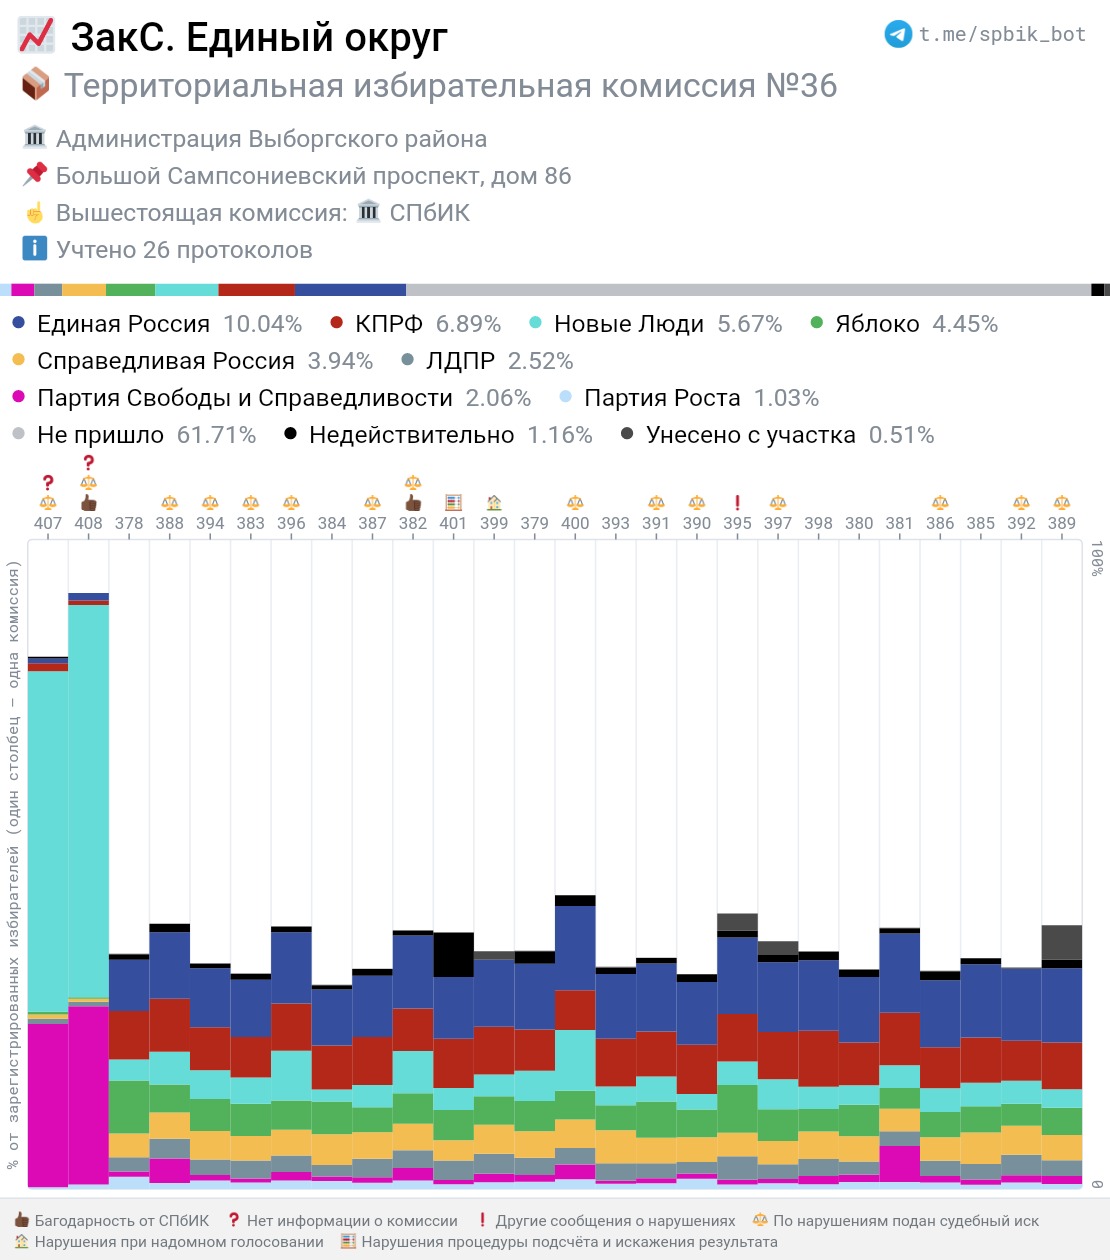 ЗакС. Единый округ
t.me/spbik_bot
Территориальная избирательная комиссия №36
Администрация Выборгского района
Большой Сампсониевский проспект, дом 86
Вышестоящая комиссия: СПбИК
Учтено 26 протоколов
Единая Россия 10.04% КПРФ 6.89% Новые Люди 5.67% Яблоко 4.45%
Справедливая Россия 3.94% ЛДПР 2.52%
Партия Свободы и Справедливости 2.06% Партия Роста 1.03%
Не пришло 61.71% Недействительно 1.16% Унесено с участка 0.51%
407 408 378 388 394 383 396 384 387 382 401 399 379 400 393 391 390 395 397 398 380 381 386 385 392 389
% от зарегистрированных избирателей (один столбец – одна комиссия)
100%
0
Багодарность от СПбИК Нет информации о комиссии Другие сообщения о нарушениях По нарушениям подан судебный иск
Нарушения при надомном голосовании Нарушения процедуры подсчёта и искажения результата